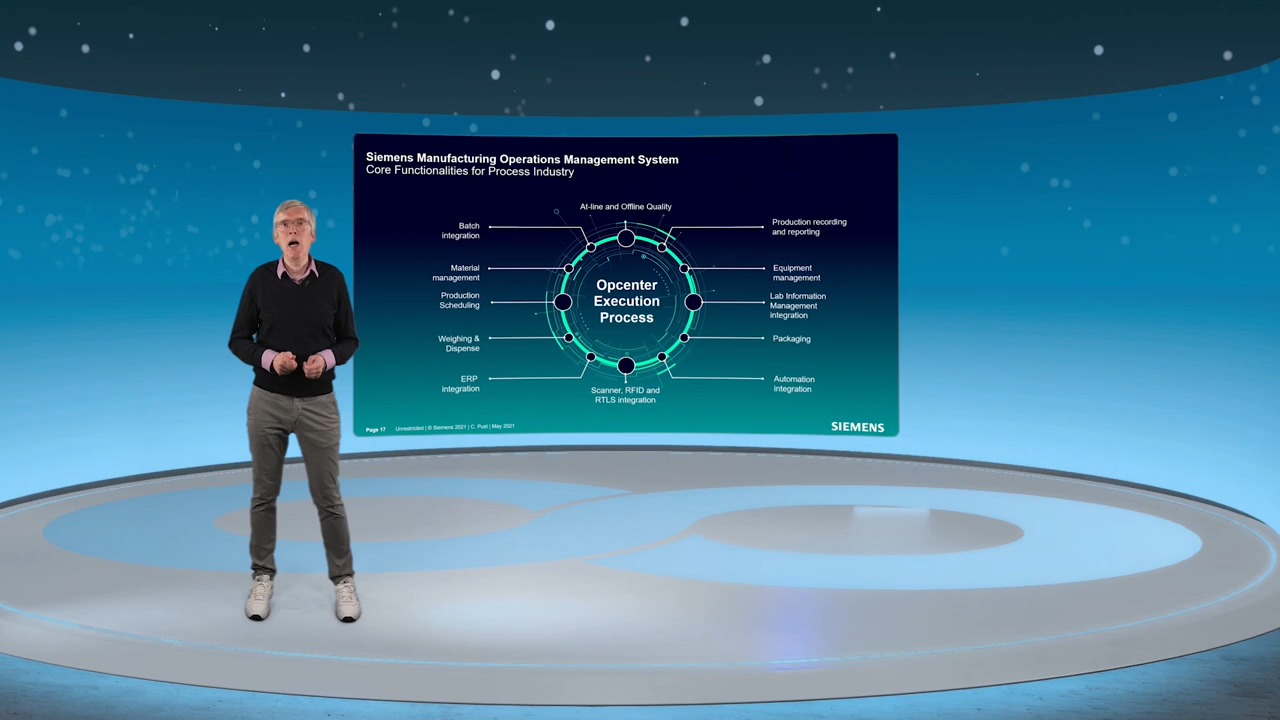 Siemens Manufacturing Operations Management System
Core Functionalities for Process Industry
At-line and Offline Quality
Batch
integration
Production recording
and reporting
Material
management
Equipment
management
Production
Scheduling
Opcenter
Execution
Process
Lab Information
Management
integration
Weighing &
Dispense
Packaging
ERP
integration
Scanner, RFID and
RTLS integration
Automation
integration
Page 17
Unrestricted | © Siemens 2021 | C. Pust | May 2021
SIEMENS